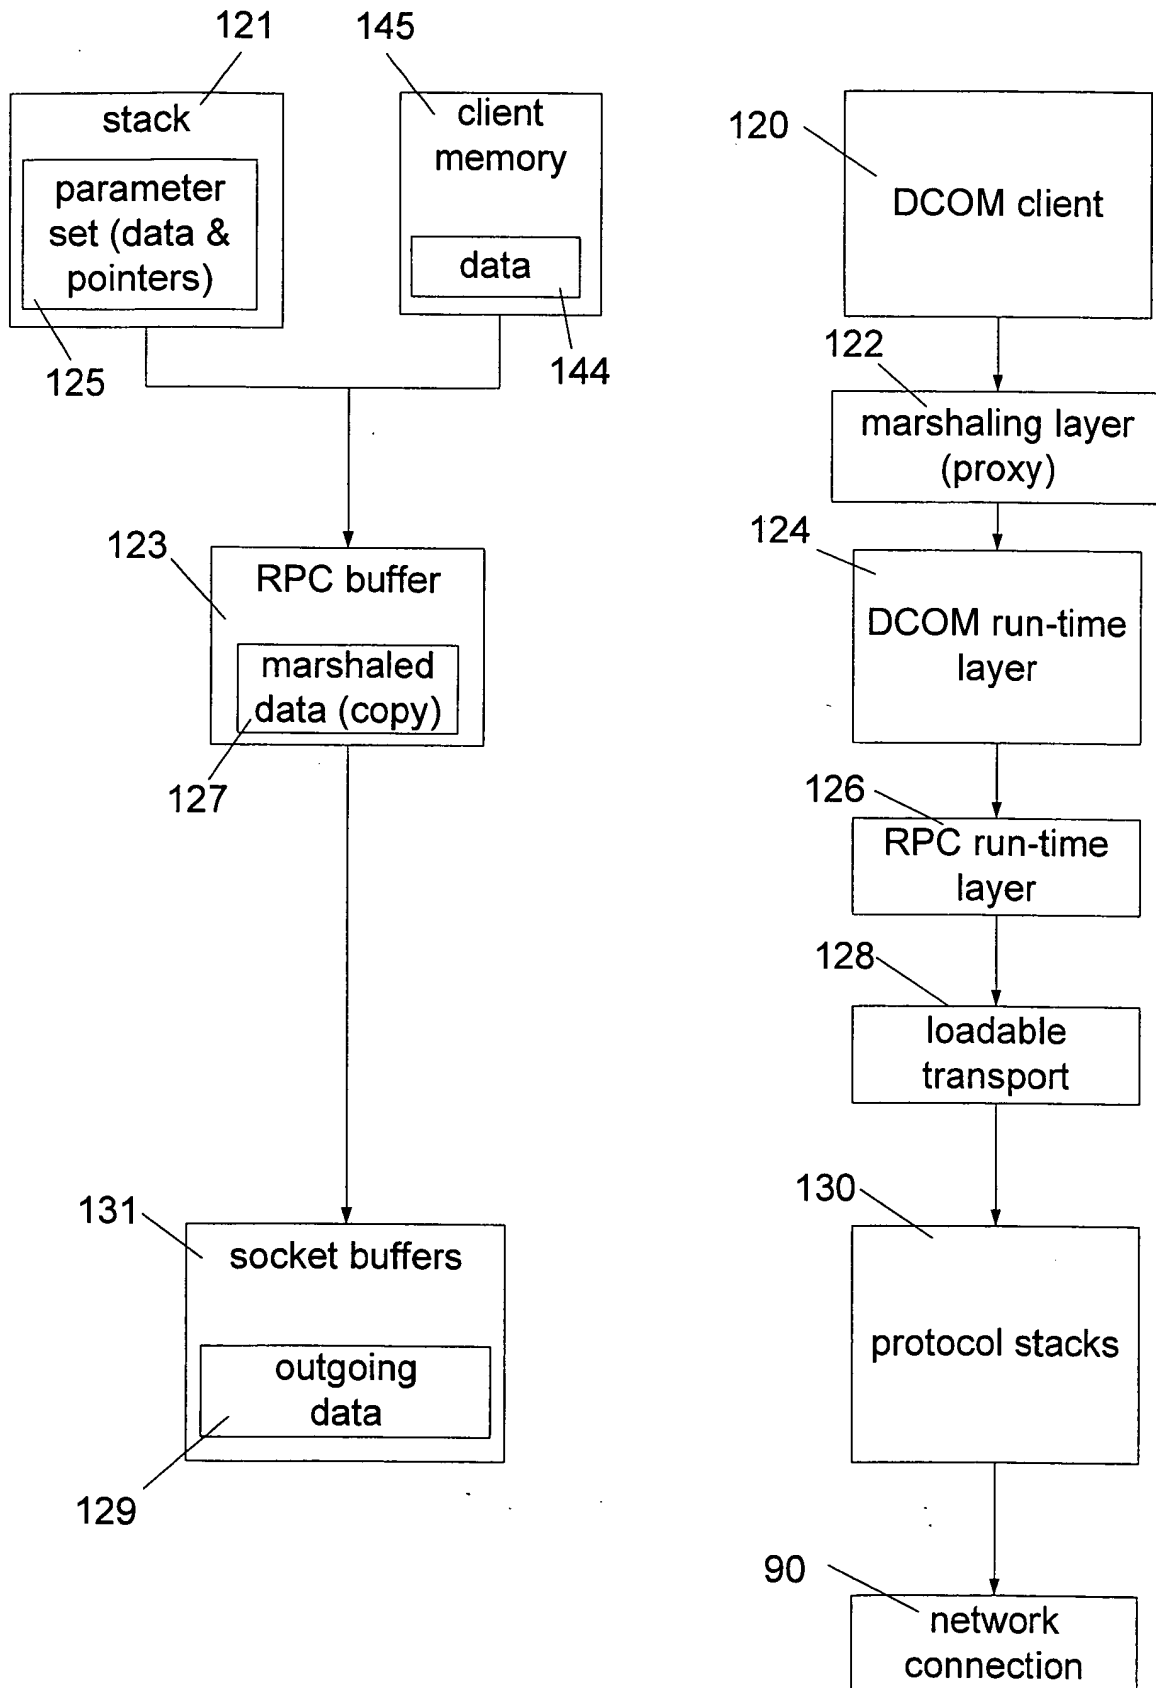 121
145
stack
client
memory
120
parameter
set (data &
pointers)
data
DCOM client
125
144
122
marshaling layer
(proxy)
123
124
RPC buffer
DCOM run-time
layer
marshaled
data (copy)
127
126
RPC run-time
layer
128
loadable
transport
131
130
socket buffers
protocol stacks
outgoing
data
129
90
network
connection